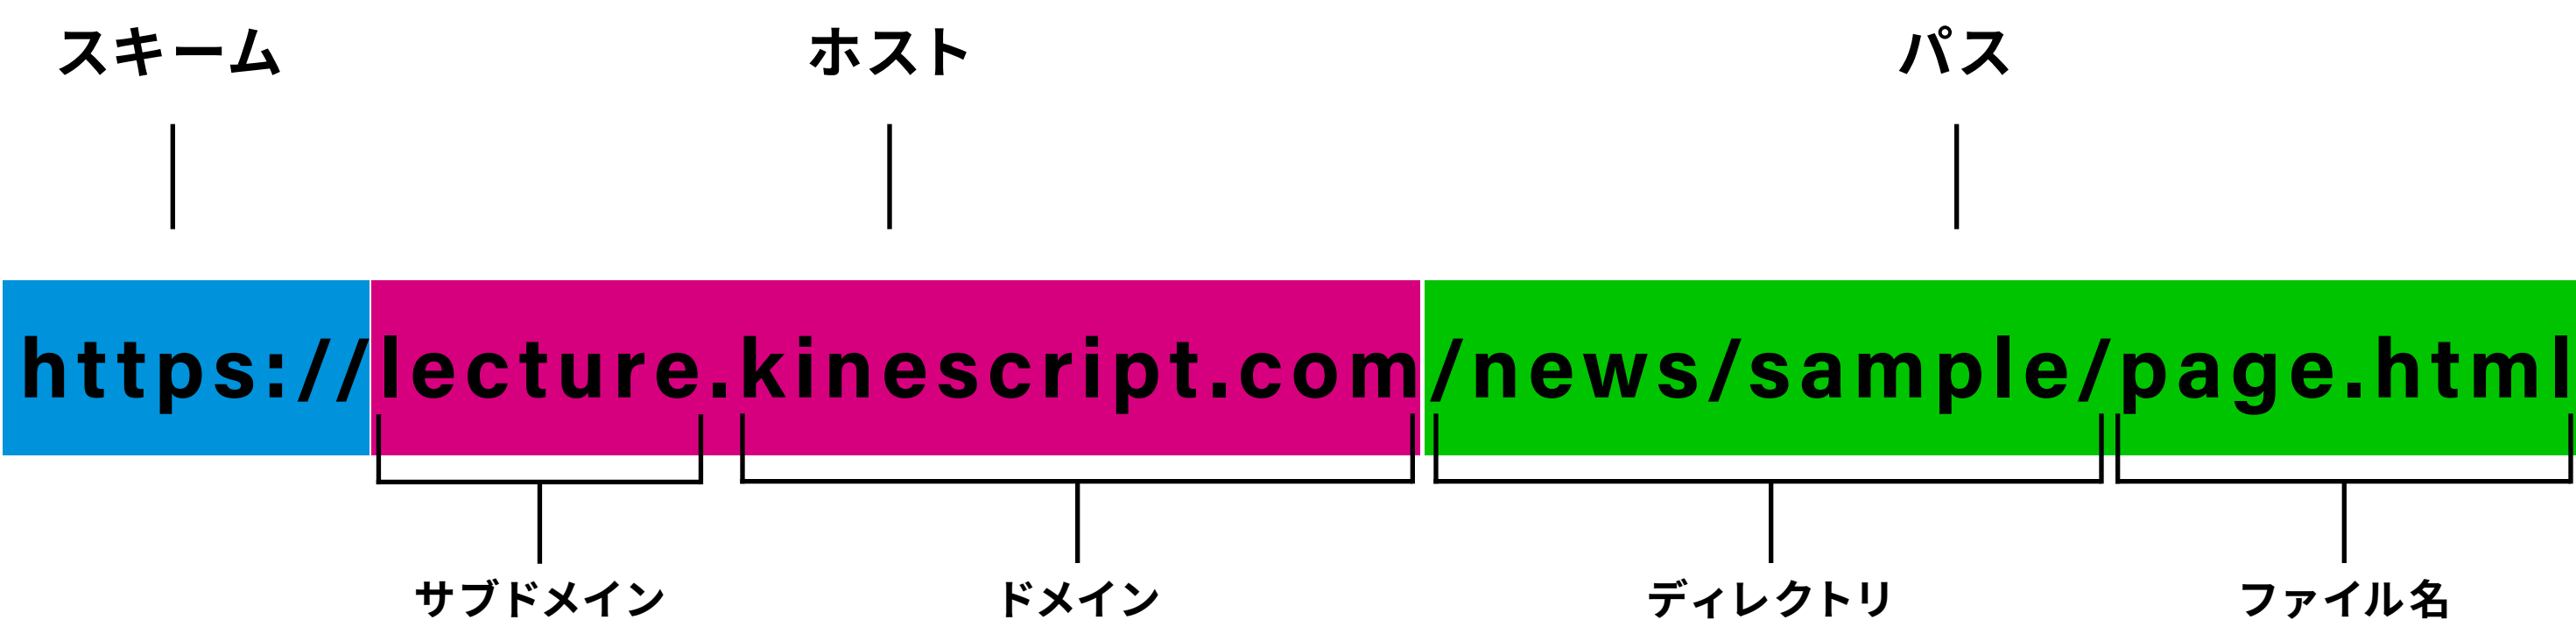 スキーム ホスト パス
https://lecture.kinescript.com/news/sample/page.html
サブドメイン ドメイン ディレクトリ ファイル名